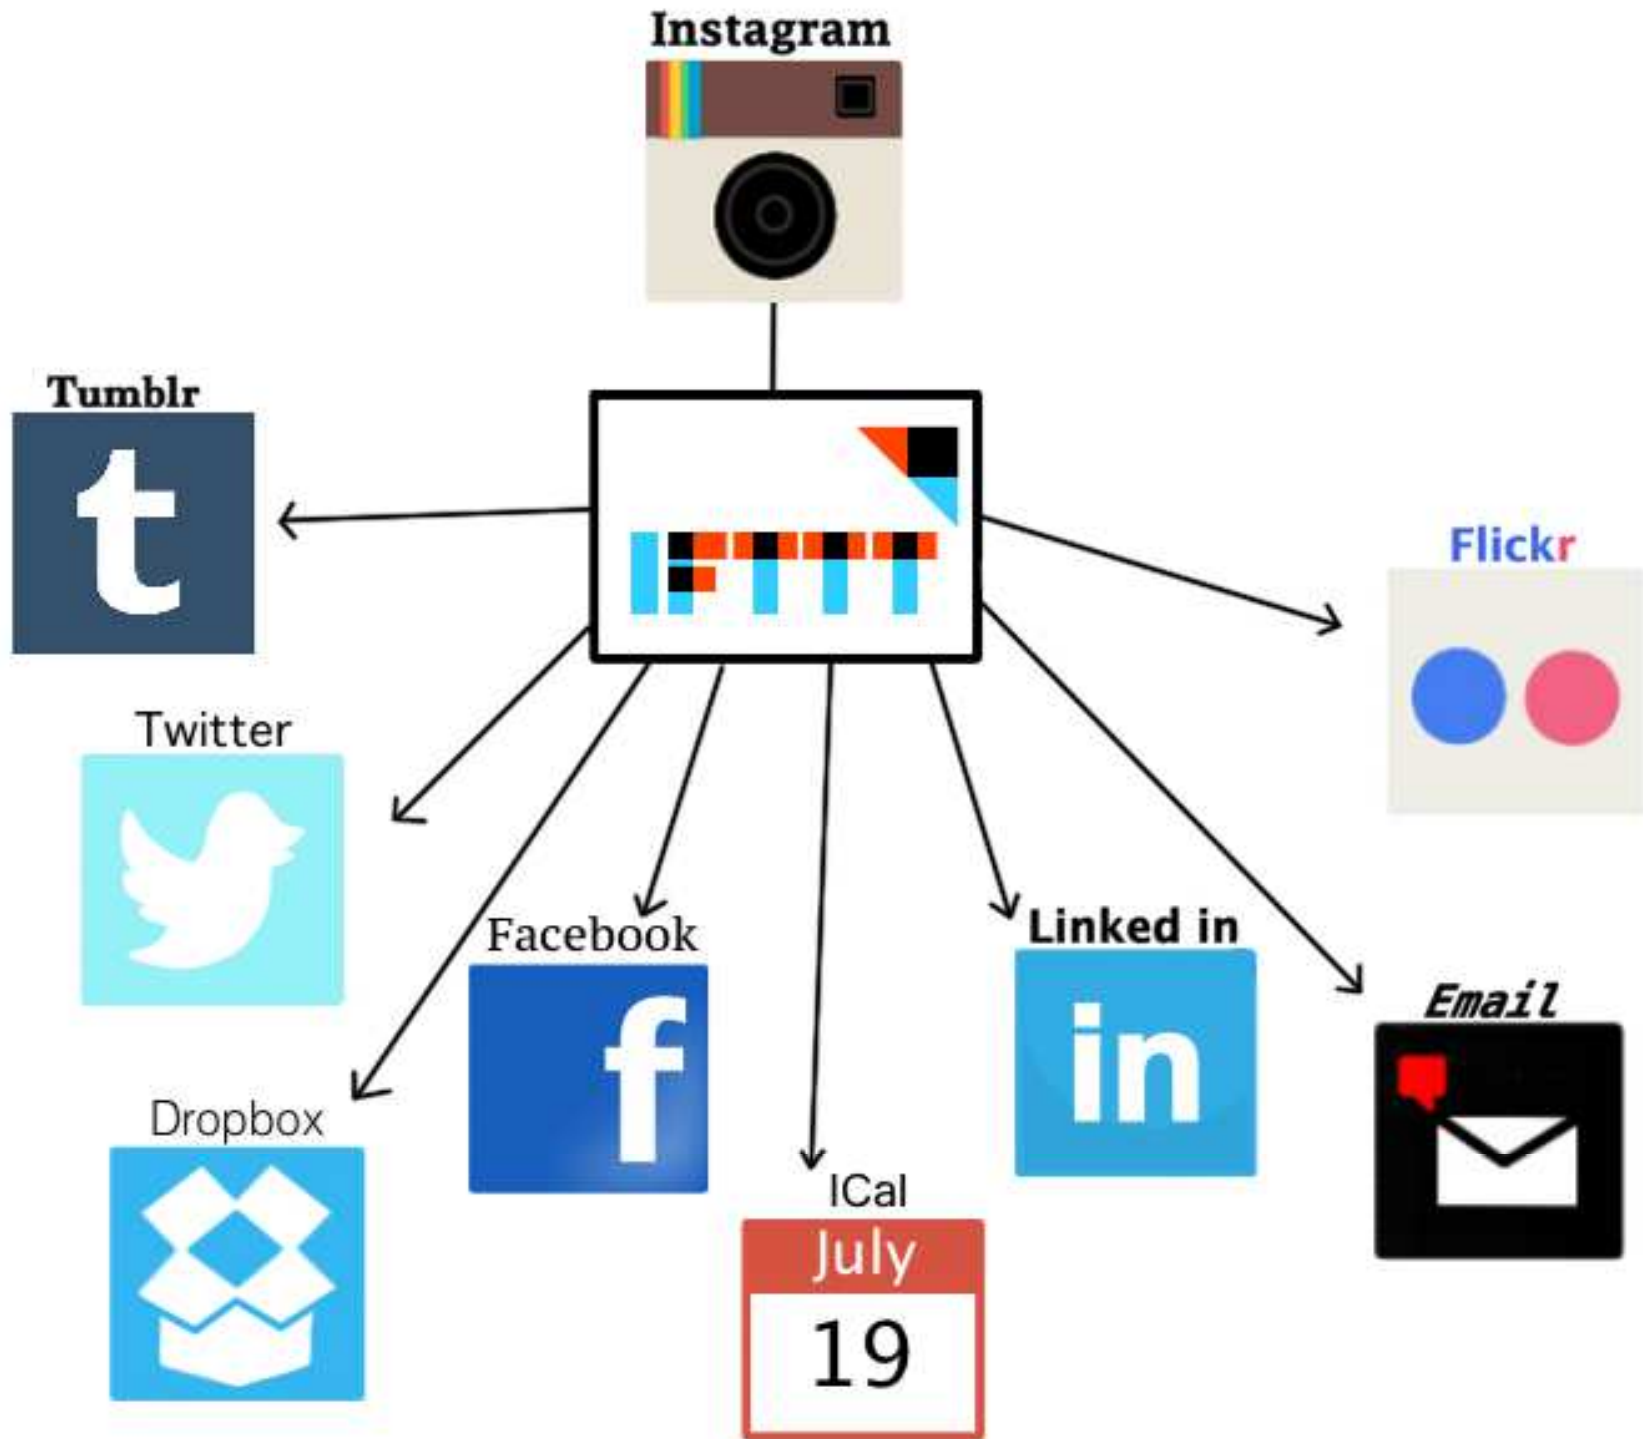 Instagram
Tumblr
t
IFTTT
Flickr
Twitter
Facebook
f
Linked in
in
Email
Dropbox
ICal
July
19